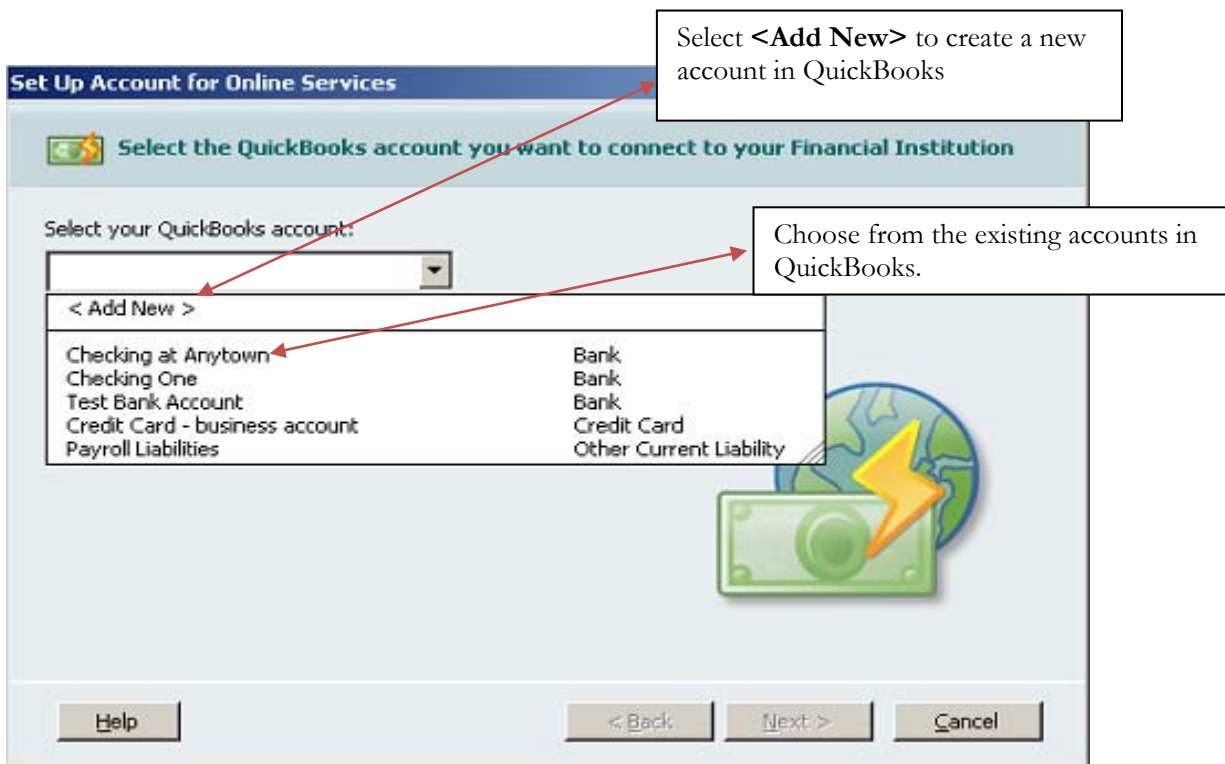 Select <Add New> to create a new
account in QuickBooks
Set Up Account for Online Services
Select the QuickBooks account you want to connect to your Financial Institution
Select your QuickBooks account:
Choose from the existing accounts in
QuickBooks.
< Add New >
Checking at Anytown Bank
Checking One Bank
Test Bank Account Bank
Credit Card - business account Credit Card
Payroll Liabilities Other Current Liability
Help < Back Next > Cancel